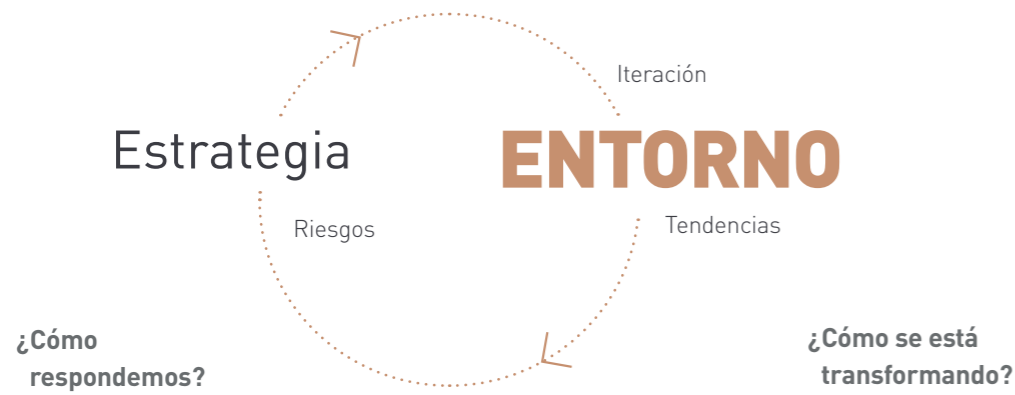 Iteración
Estrategia
ENTORNO
Riesgos
Tendencias
¿Cómo
respondemos?
¿Cómo se está
transformando?